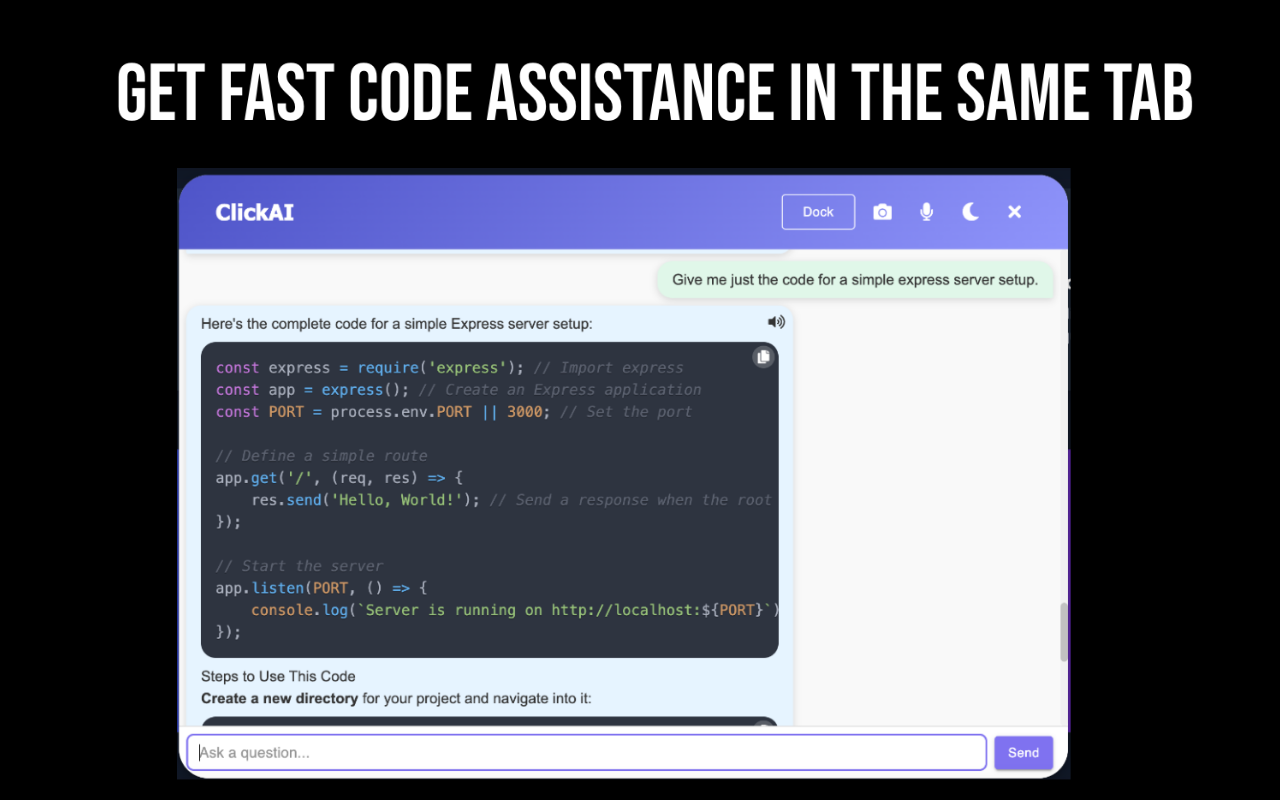 GET FAST CODE ASSISTANCE IN THE SAME TAB
ClickAI
Dock
Give me just the code for a simple express server setup.
Here's the complete code for a simple Express server setup:
const express = require('express'); // Import express
const app = express(); // Create an Express application
const PORT = process.env.PORT || 3000; // Set the port
// Define a simple route
app.get('/', (req, res) => {
    res.send('Hello, World!'); // Send a response when the root
});
// Start the server
app.listen(PORT, () => {
    console.log(`Server is running on http://localhost:${PORT}`)
});
Steps to Use This Code
Create a new directory for your project and navigate into it:
Ask a question...
Send